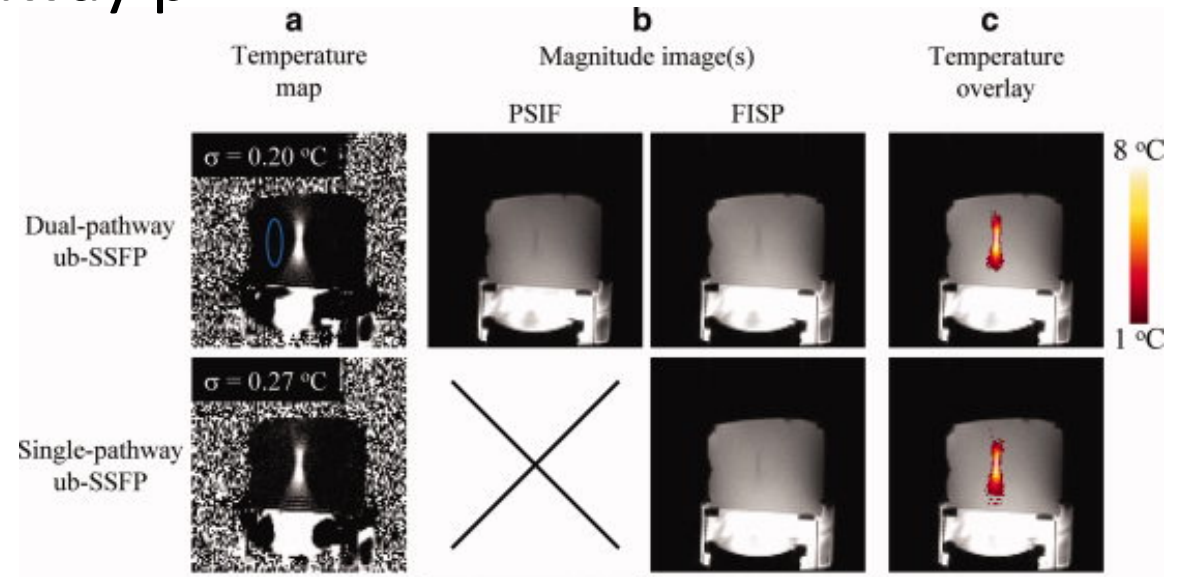 a
b
c
Temperature
map
Magnitude image(s)
Temperature
overlay
PSIF
FISP
σ = 0.20 °C
8 °C
Dual-pathway
ub-SSFP
1 °C
σ = 0.27 °C
Single-pathway
ub-SSFP